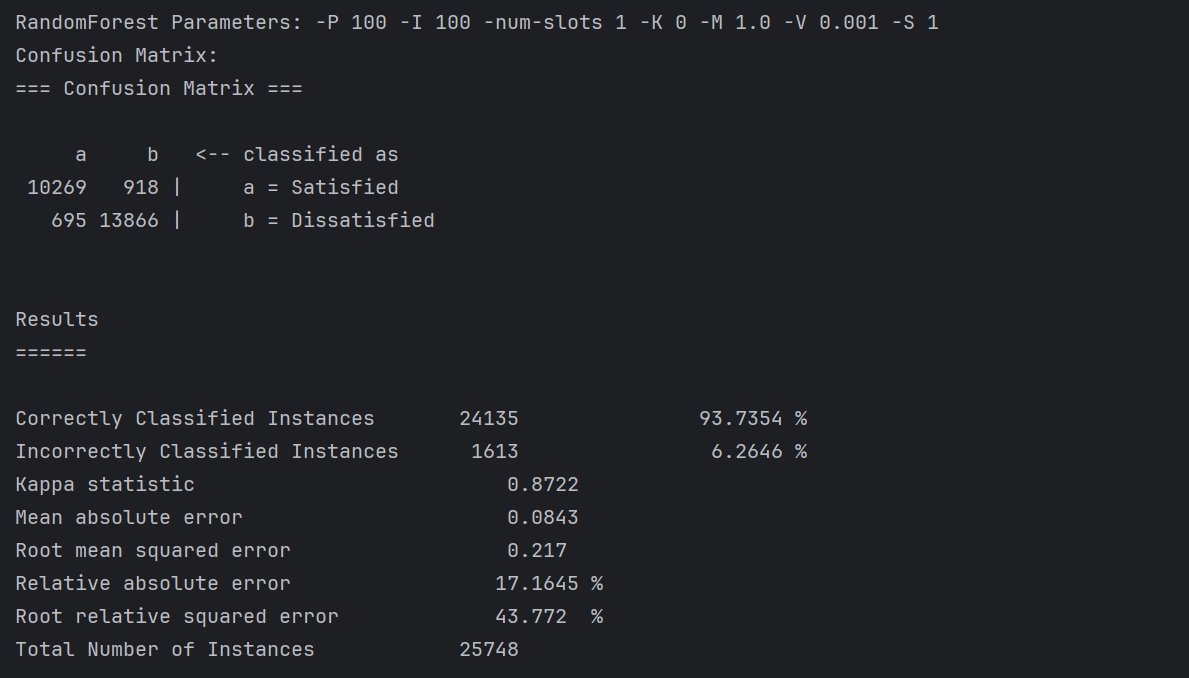 RandomForest Parameters: -P 100 -I 100 -num-slots 1 -K 0 -M 1.0 -V 0.001 -S 1
Confusion Matrix:
=== Confusion Matrix ===
     a     b   <-- classified as
 10269   918 |     a = Satisfied
   695 13866 |     b = Dissatisfied
Results
======
Correctly Classified Instances       24135               93.7354 %
Incorrectly Classified Instances      1613                6.2646 %
Kappa statistic                          0.8722
Mean absolute error                      0.0843
Root mean squared error                  0.217
Relative absolute error                 17.1645 %
Root relative squared error             43.772  %
Total Number of Instances            25748